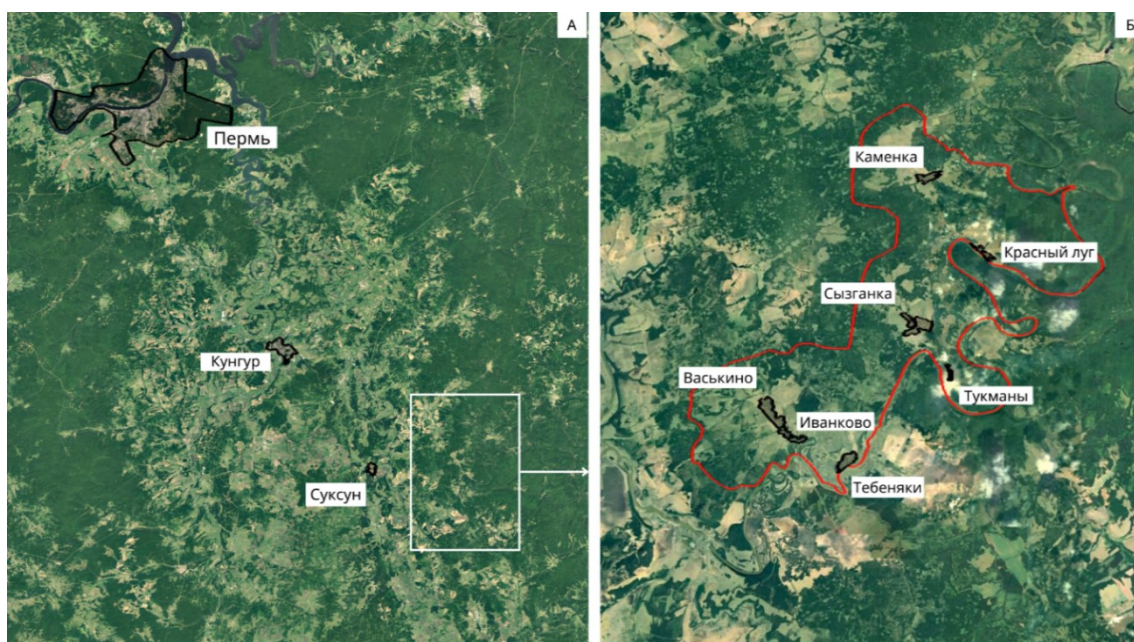 А
Пермь
Кунгур
Суксун
Б
Каменка
Красный луг
Сызганка
Васькино
Тукманы
Иванково
Тебеняки